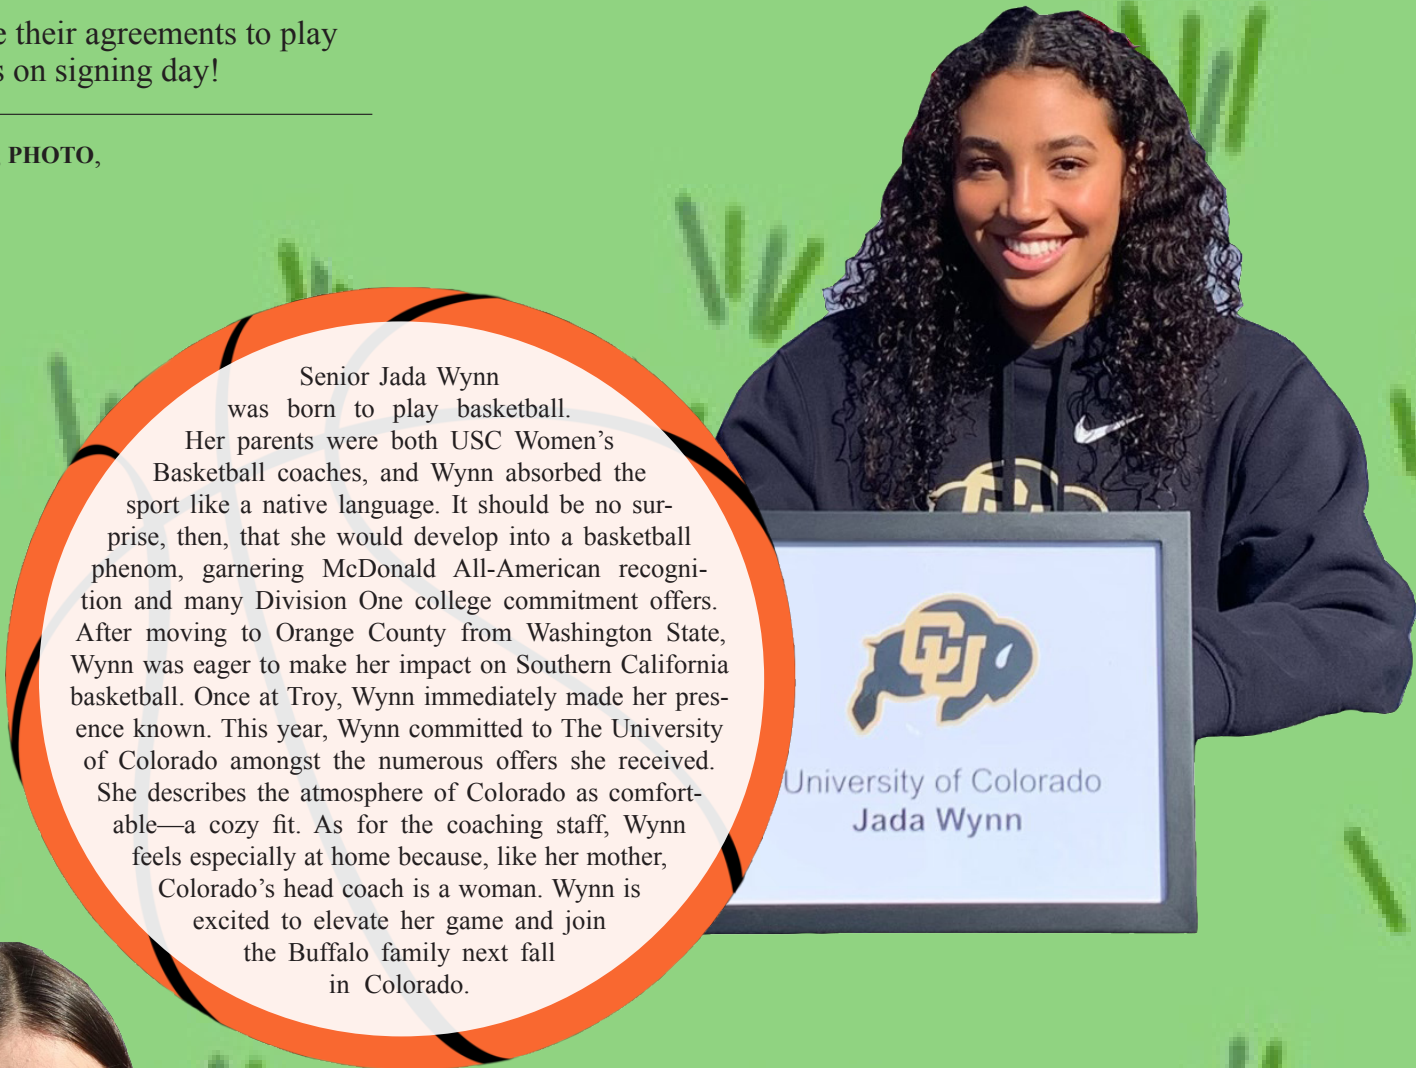 e their agreements to play
s on signing day!
PHOTO,
Senior Jada Wynn
was born to play basketball.
Her parents were both USC Women’s
Basketball coaches, and Wynn absorbed the
sport like a native language. It should be no sur-
prise, then, that she would develop into a basketball
phenom, garnering McDonald All-American recogni-
tion and many Division One college commitment offers.
After moving to Orange County from Washington State,
Wynn was eager to make her impact on Southern California
basketball. Once at Troy, Wynn immediately made her pres-
ence known. This year, Wynn committed to The University
of Colorado amongst the numerous offers she received.
She describes the atmosphere of Colorado as comfort-
able—a cozy fit. As for the coaching staff, Wynn
feels especially at home because, like her mother,
Colorado’s head coach is a woman. Wynn is
excited to elevate her game and join
the Buffalo family next fall
in Colorado.
CU
University of Colorado
Jada Wynn